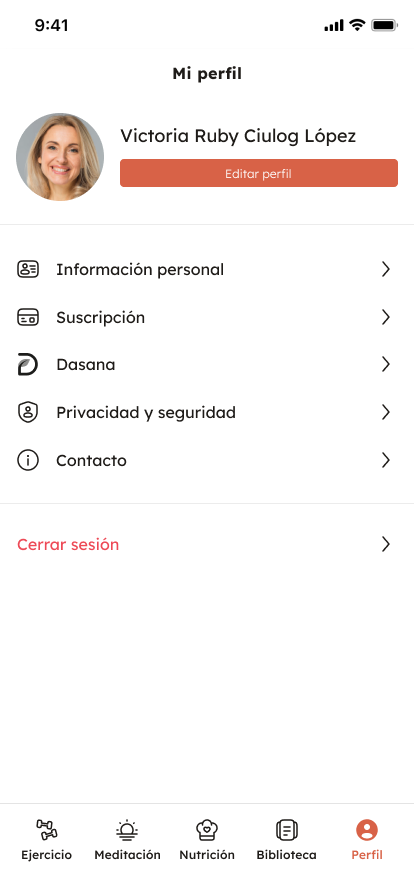 9:41
Mi perfil
Victoria Ruby Ciulog López
Editar perfil
Información personal
Suscripción
Dasana
Privacidad y seguridad
Contacto
Cerrar sesión
Ejercicio Meditación Nutrición Biblioteca Perfil